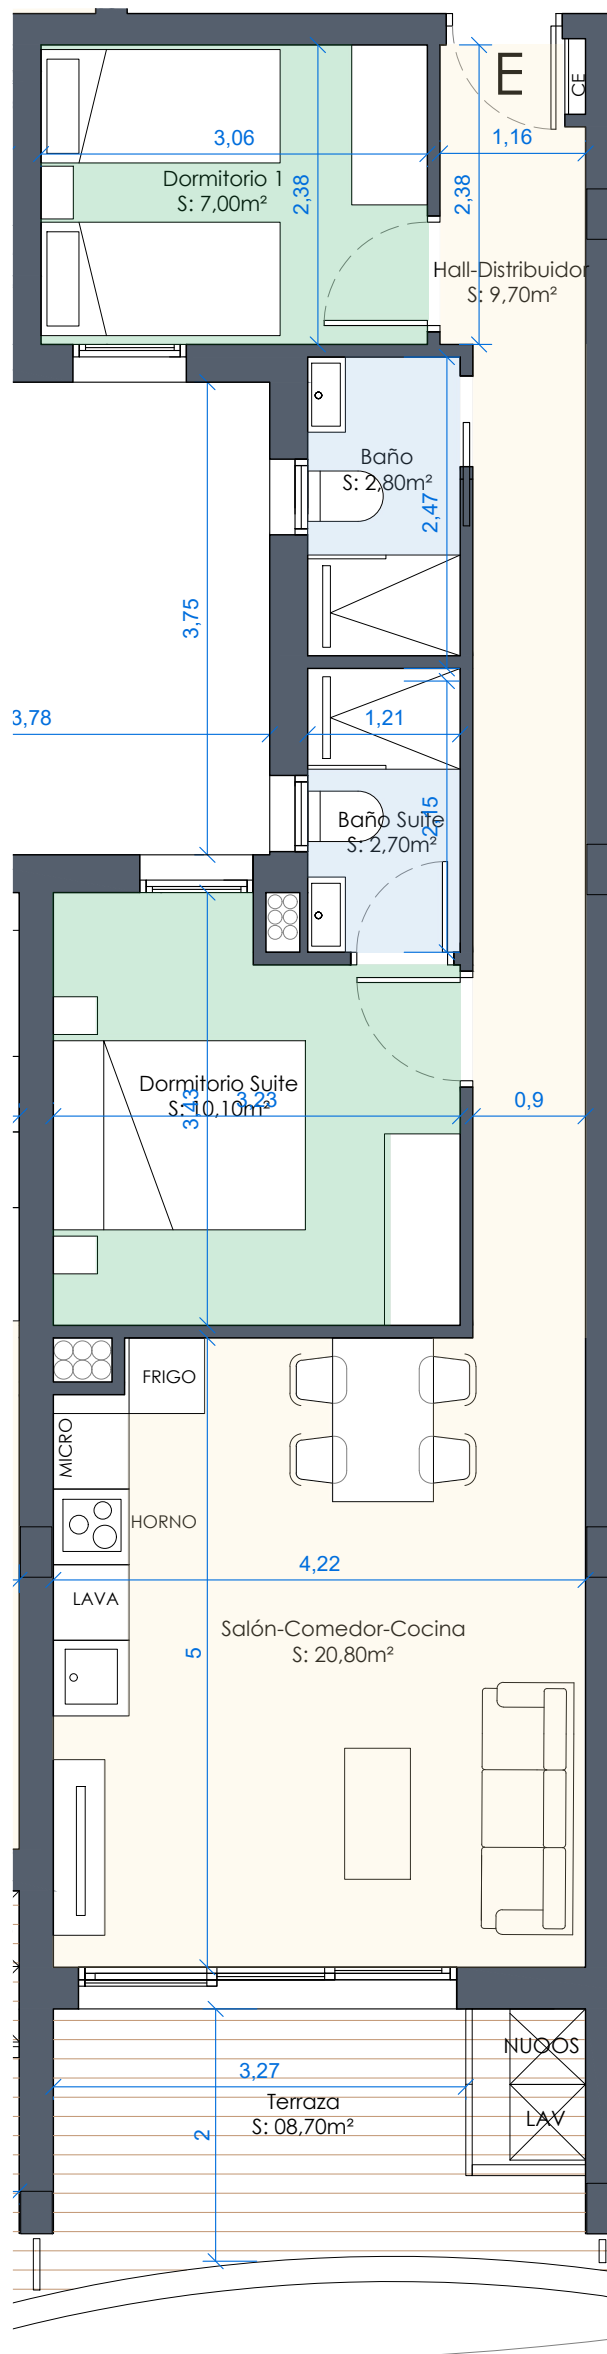 E
CE
3,06
1,16
Dormitorio 1
S: 7,00m²
2,38
2,38
Hall-Distribuidor
S: 9,70m²
Baño
S: 2,80m²
2,47
3,75
3,78
1,21
Baño Suite
S: 2,70m²
2,15
Dormitorio Suite
S: 10,10m²
3,43
3,23
0,9
FRIGO
MICRO
HORNO
4,22
LAVA
Salón-Comedor-Cocina
S: 20,80m²
5
NUOOS
3,27
Terraza
S: 08,70m²
LAV
2